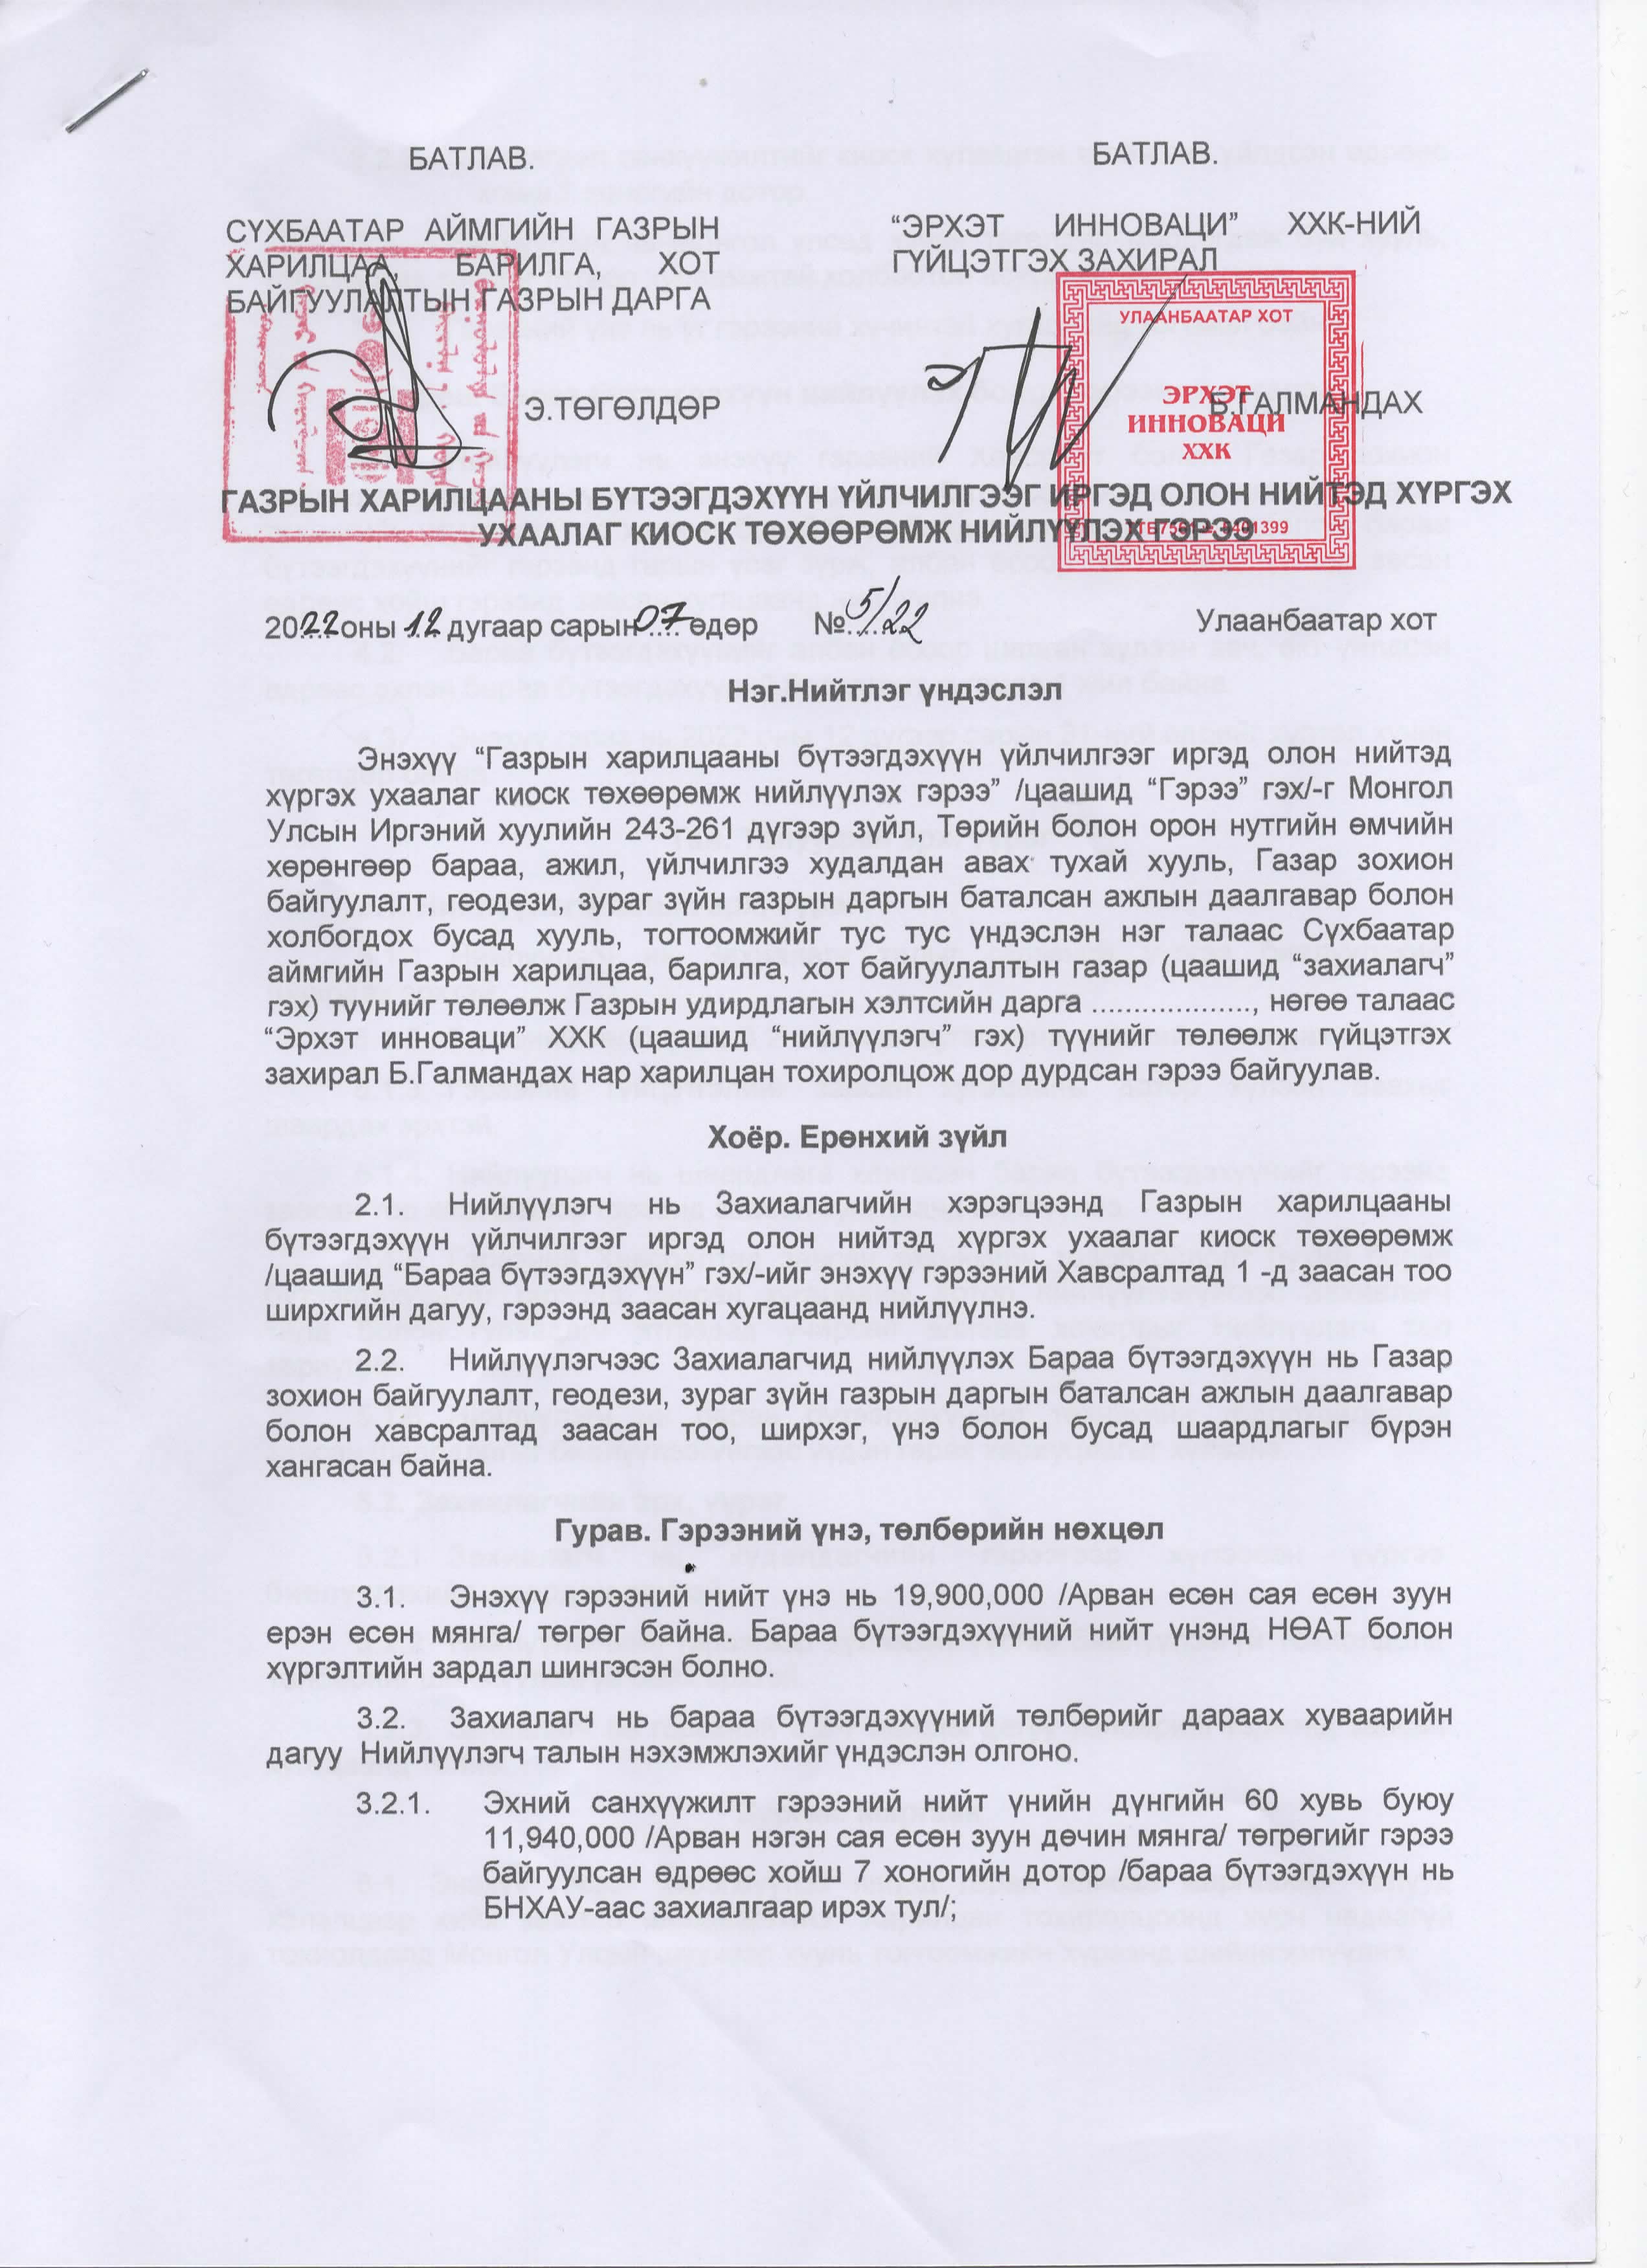 БАТЛАВ.
СҮХБААТАР АЙМГИЙН ГАЗРЫН
ХАРИЛЦАА, БАРИЛГА, ХОТ
БАЙГУУЛАЛТЫН ГАЗРЫН ДАРГА
Э.ТӨГӨЛДӨР
БАТЛАВ.
“ЭРХЭТ ИННОВАЦИ” ХХК-НИЙ
ГҮЙЦЭТГЭХ ЗАХИРАЛ
УЛААНБААТАР ХОТ
ЭРХЭТ
ИННОВАЦИ
ХХК
Б.ГАЛМАНДАХ
ГАЗРЫН ХАРИЛЦААНЫ БҮТЭЭГДЭХҮҮН ҮЙЛЧИЛГЭЭГ ИРГЭД ОЛОН НИЙТЭД ХҮРГЭХ
УХААЛАГ КИОСК ТӨХӨӨРӨМЖ НИЙЛҮҮЛЭХ ГЭРЭЭ
2022 оны 12 дугаар сарын 07 өдөр №5/22 Улаанбаатар хот
Нэг.Нийтлэг үндэслэл
Энэхүү “Газрын харилцааны бүтээгдэхүүн үйлчилгээг иргэд олон нийтэд
хүргэх ухаалаг киоск төхөөрөмж нийлүүлэх гэрээ” /цаашид “Гэрээ” гэх/-г Монгол
Улсын Иргэний хуулийн 243-261 дүгээр зүйл, Төрийн болон орон нутгийн өмчийн
хөрөнгөөр бараа, ажил, үйлчилгээ худалдан авах тухай хууль, Газар зохион
байгуулалт, геодези, зураг зүйн газрын даргын баталсан ажлын даалгавар болон
холбогдох бусад хууль, тогтоомжийг тус тус үндэслэн нэг талаас Сүхбаатар
аймгийн Газрын харилцаа, барилга, хот байгуулалтын газар (цаашид “захиалагч”
гэх) түүнийг төлөөлж Газрын удирдлагын хэлтсийн дарга ..................., нөгөө талаас
“Эрхэт инноваци” ХХК (цаашид “нийлүүлэгч” гэх) түүнийг төлөөлж гүйцэтгэх
захирал Б.Галмандах нар харилцан тохиролцож дор дурдсан гэрээ байгуулав.
Хоёр. Ерөнхий зүйл
2.1. Нийлүүлэгч нь Захиалагчийн хэрэгцээнд Газрын харилцааны
бүтээгдэхүүн үйлчилгээг иргэд олон нийтэд хүргэх ухаалаг киоск төхөөрөмж
/цаашид “Бараа бүтээгдэхүүн” гэх/-ийг энэхүү гэрээний Хавсралтад 1 -д заасан тоо
ширхгийн дагуу, гэрээнд заасан хугацаанд нийлүүлнэ.
2.2. Нийлүүлэгчээс Захиалагчид нийлүүлэх Бараа бүтээгдэхүүн нь Газар
зохион байгуулалт, геодези, зураг зүйн газрын даргын баталсан ажлын даалгавар
болон хавсралтад заасан тоо, ширхэг, үнэ болон бусад шаардлагыг бүрэн
хангасан байна.
Гурав. Гэрээний үнэ, төлбөрийн нөхцөл
3.1. Энэхүү гэрээний нийт үнэ нь 19,900,000 /Арван есөн сая есөн зуун
ерэн есөн мянга/ төгрөг байна. Бараа бүтээгдэхүүний нийт үнэнд НӨАТ болон
хүргэлтийн зардал шингэсэн болно.
3.2. Захиалагч нь бараа бүтээгдэхүүний төлбөрийг дараах хуваарийн
дагуу Нийлүүлэгч талын нэхэмжлэхийг үндэслэн олгоно.
3.2.1. Эхний санхүүжилт гэрээний нийт үнийн дүнгийн 60 хувь буюу
11,940,000 /Арван нэгэн сая есөн зуун дөчин мянга/ төгрөгийг гэрээ
байгуулсан өдрөөс хойш 7 хоногийн дотор /бараа бүтээгдэхүүн нь
БНХАУ-аас захиалгаар ирэх тул/;